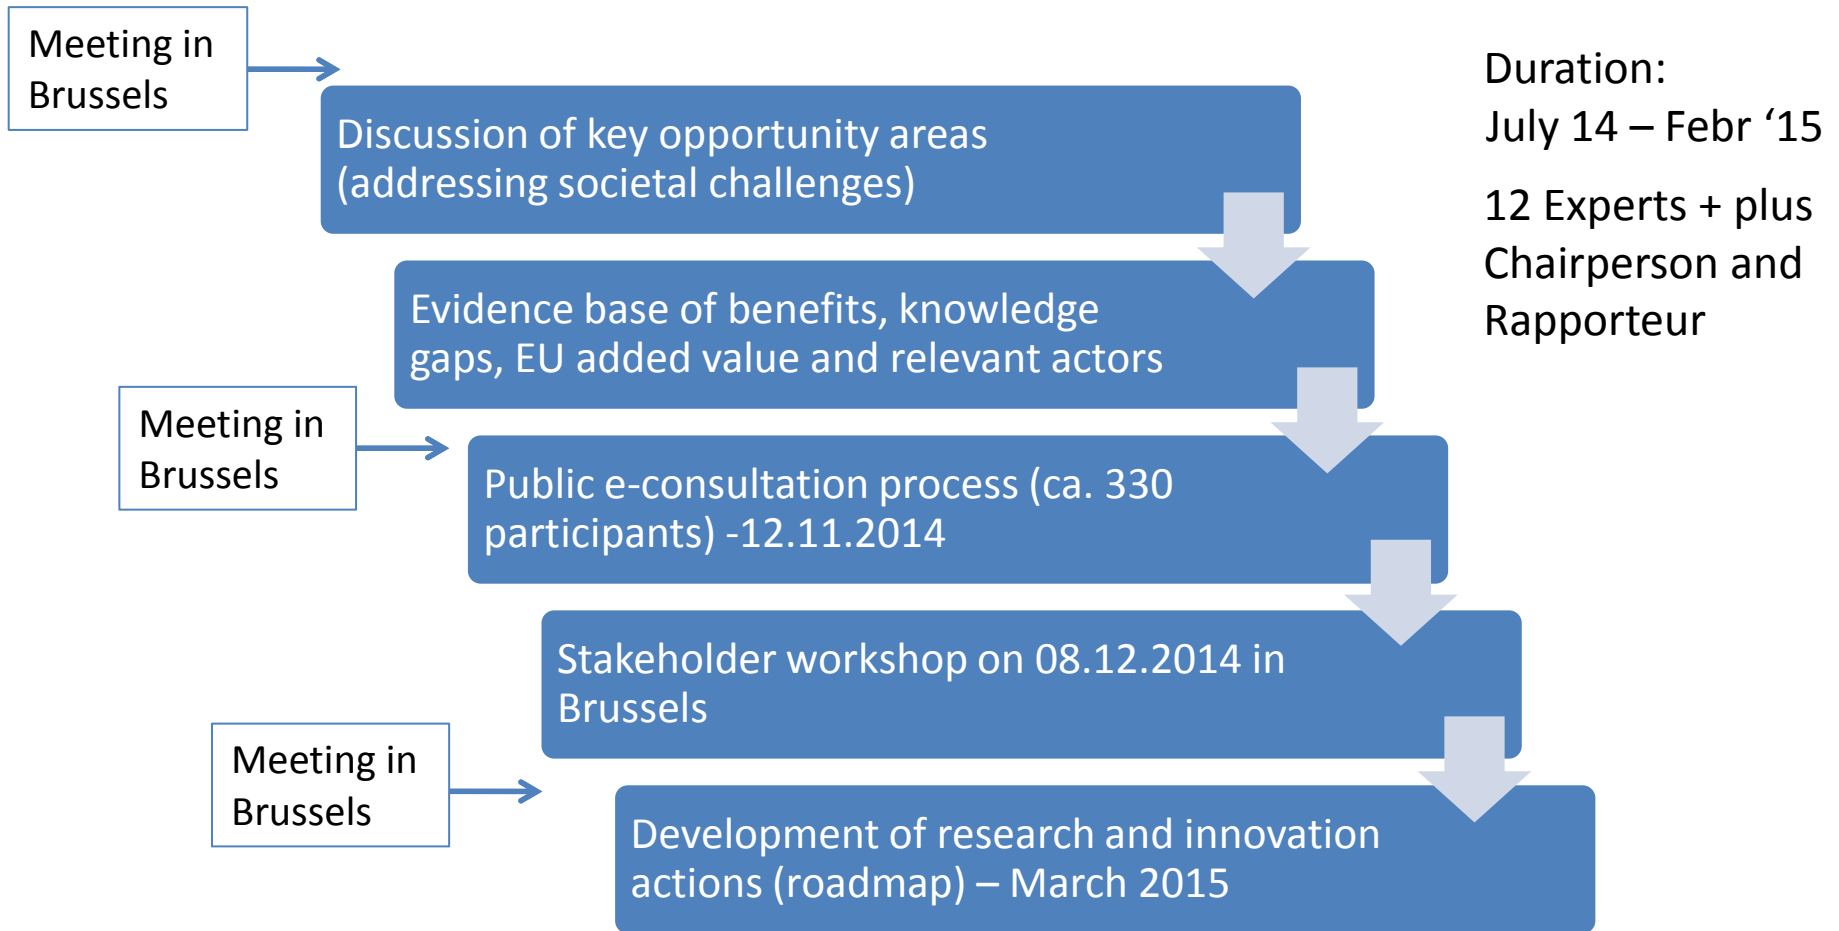 Meeting in
Brussels
Discussion of key opportunity areas
(addressing societal challenges)
Duration:
July 14 – Febr ‘15
12 Experts + plus
Chairperson and
Rapporteur
Evidence base of benefits, knowledge
gaps, EU added value and relevant actors
Meeting in
Brussels
Public e-consultation process (ca. 330
participants) -12.11.2014
Stakeholder workshop on 08.12.2014 in
Brussels
Meeting in
Brussels
Development of research and innovation
actions (roadmap) – March 2015